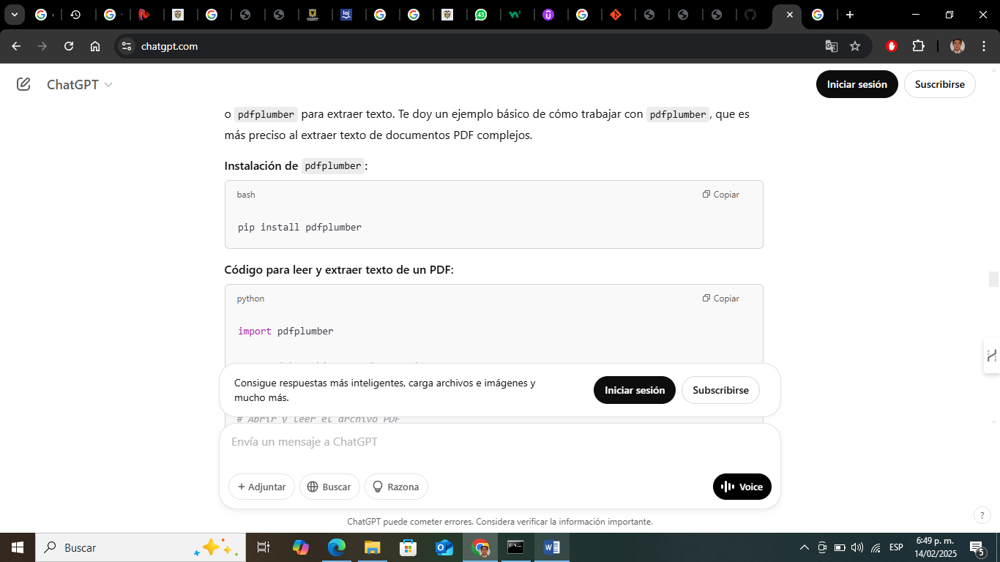 43
laj
chatgpt.com
ChatGPT
Iniciar sesión
Suscribirse
o pdfplumber para extraer texto. Te doy un ejemplo básico de cómo trabajar con pdfplumber, que es
más preciso al extraer texto de documentos PDF complejos.
Instalación de pdfplumber:
bash
Copiar
pip install pdfplumber
Código para leer y extraer texto de un PDF:
python
Copiar
import pdfplumber
Consigue respuestas más inteligentes, carga archivos e imágenes y
mucho más.
Iniciar sesión
Subscribirse
# Abrir y leer el archivo PDF
Envía un mensaje a ChatGPT
+ Adjuntar
Buscar
Razona
Voice
ChatGPT puede cometer errores. Considera verificar la información importante.
?
Buscar
ESP
6:49 p. m.
14/02/2025
5